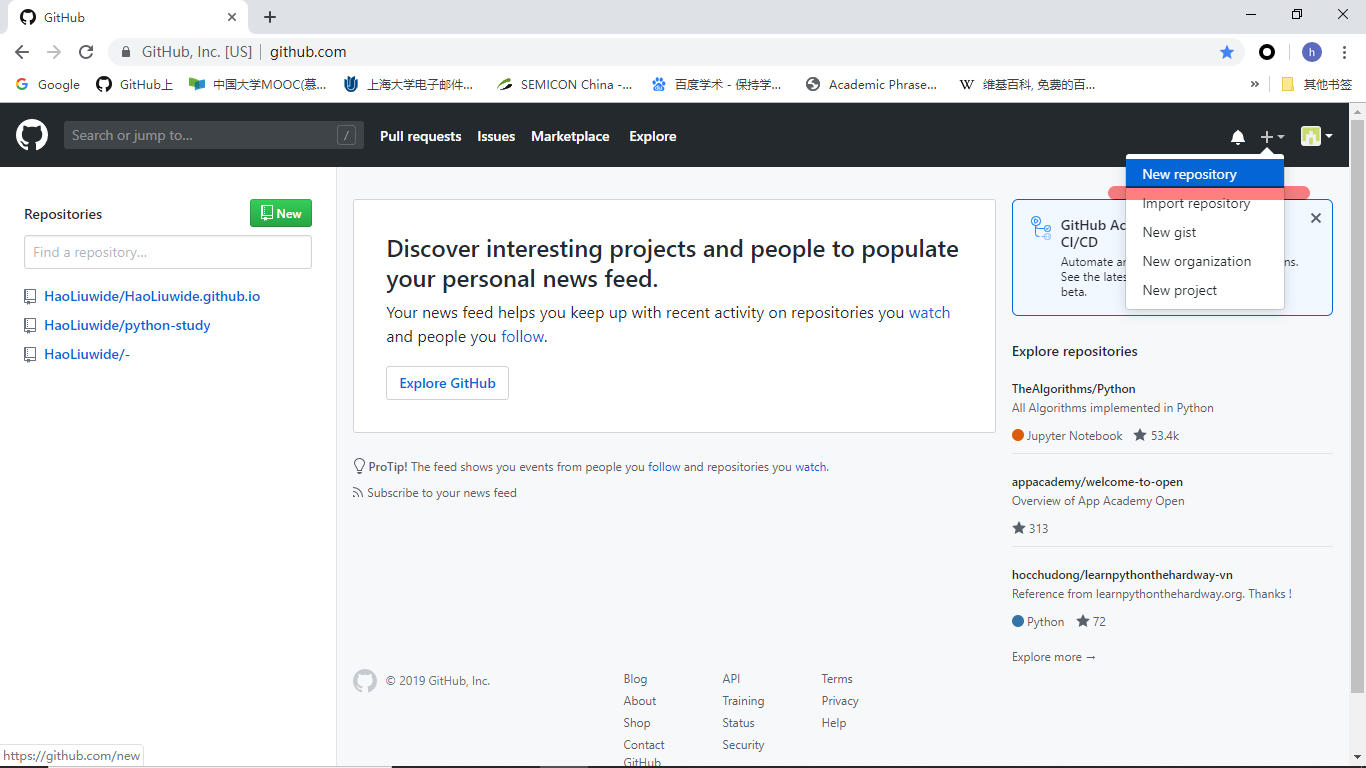 GitHub
GitHub, Inc. [US] github.com
h
Google GitHub上 中国大学MOOC(慕... 上海大学电子邮件... SEMICON China -... 百度学术 - 保持学... Academic Phrase... 维基百科, 免费的百... » 其他书签
Search or jump to... / Pull requests Issues Marketplace Explore
New repository
Import repository
New gist
New organization
New project
Repositories New
Find a repository...
HaoLiuwide/HaoLiuwide.github.io
HaoLiuwide/python-study
HaoLiuwide/-
Discover interesting projects and people to populate
your personal news feed.
Your news feed helps you keep up with recent activity on repositories you watch
and people you follow.
Explore GitHub
ProTip! The feed shows you events from people you follow and repositories you watch.
Subscribe to your news feed
GitHub Ac
CI/CD
Automate an ns.
See the lates
beta.
Explore repositories
TheAlgorithms/Python
All Algorithms implemented in Python
Jupyter Notebook 53.4k
appacademy/welcome-to-open
Overview of App Academy Open
313
hocchudong/learnpythonthehardway-vn
Reference from learnpythonthehardway.org. Thanks !
Python 72
Explore more →
© 2019 GitHub, Inc.
Blog API Terms
About Training Privacy
Shop Status Help
Contact Security
GitHub
https://github.com/new